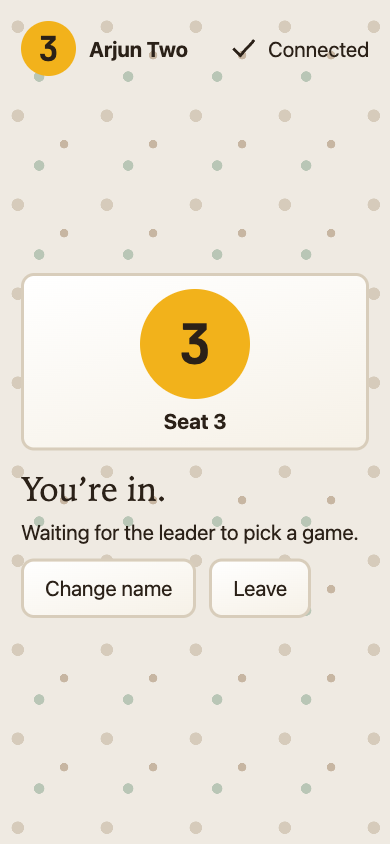 3 Arjun Two Connected
3
Seat 3
You're in.
Waiting for the leader to pick a game.
Change name Leave